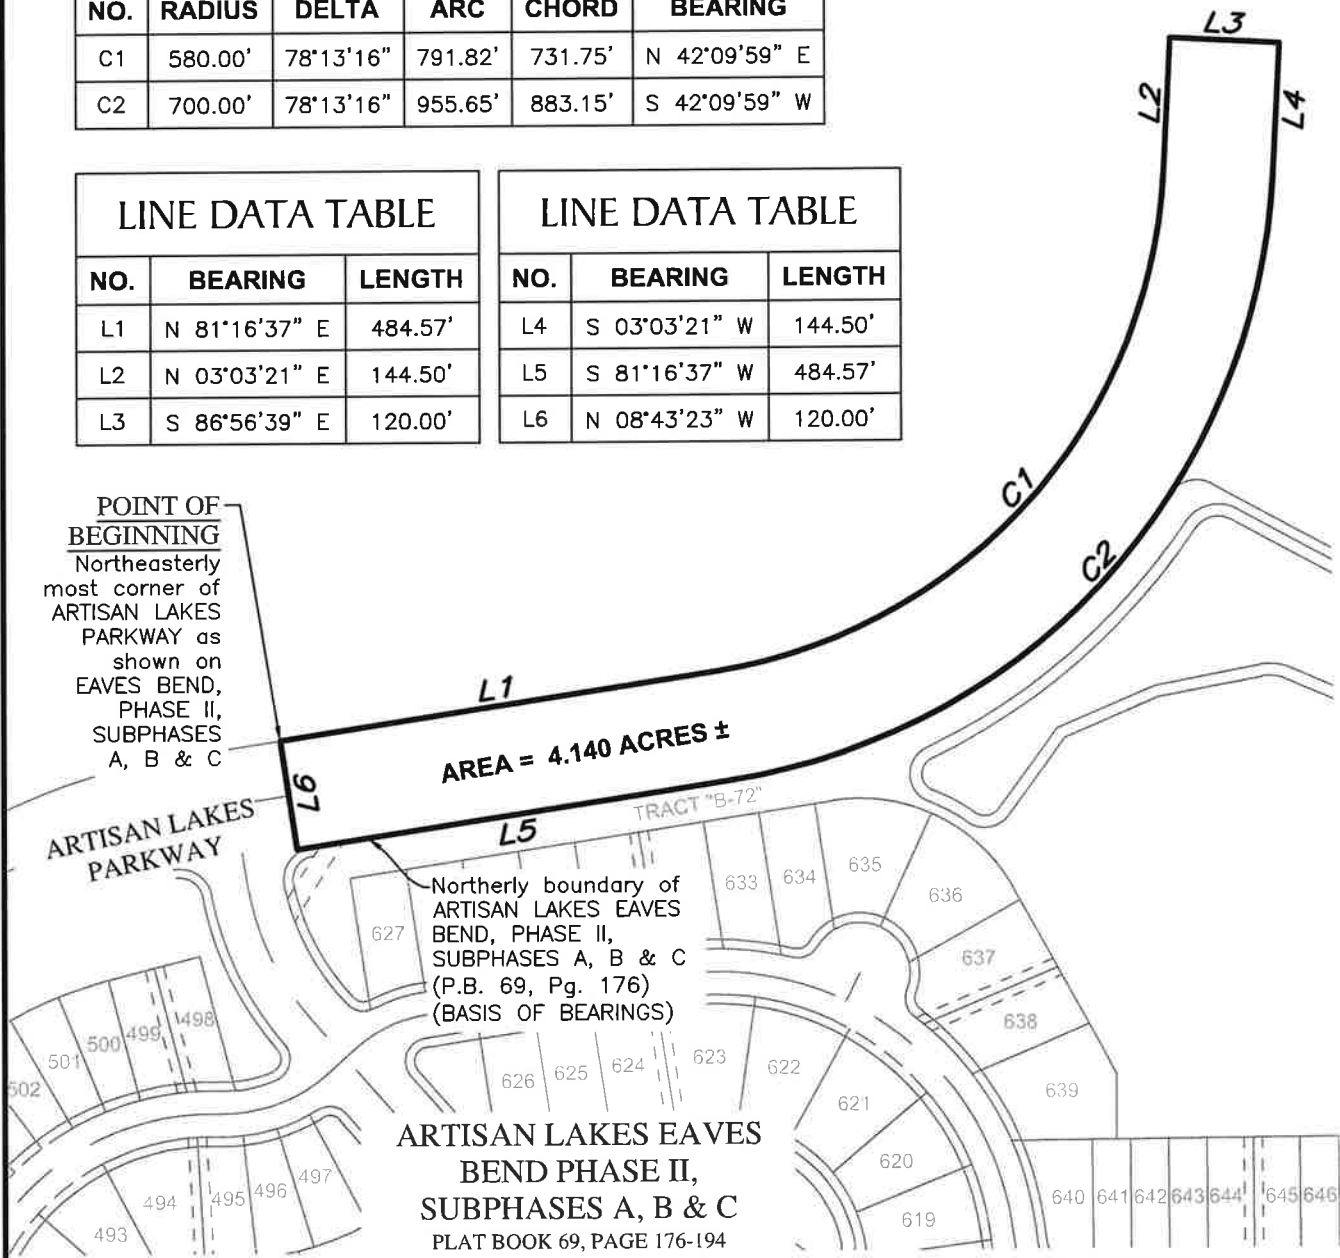 NO. RADIUS DELTA ARC CHORD BEARING
C1 580.00' 78°13'16" 791.82' 731.75' N 42°09'59" E
C2 700.00' 78°13'16" 955.65' 883.15' S 42°09'59" W
LINE DATA TABLE
NO. BEARING LENGTH
L1 N 81°16'37" E 484.57'
L2 N 03°03'21" E 144.50'
L3 S 86°56'39" E 120.00'
LINE DATA TABLE
NO. BEARING LENGTH
L4 S 03°03'21" W 144.50'
L5 S 81°16'37" W 484.57'
L6 N 08°43'23" W 120.00'
L3
L2
L4
C1
C2
POINT OF
BEGINNING
Northeasterly
most corner of
ARTISAN LAKES
PARKWAY as
shown on
EAVES BEND,
PHASE II,
SUBPHASES
A, B & C
L1
AREA = 4.140 ACRES ±
L6
L5
TRACT "B-72"
ARTISAN LAKES
PARKWAY
Northerly boundary of
ARTISAN LAKES EAVES
BEND, PHASE II,
SUBPHASES A, B & C
(P.B. 69, Pg. 176)
(BASIS OF BEARINGS)
627
633
634
635
636
637
638
639
498
499
500
501
502
626
625
624
623
622
621
620
619
493
494
495
496
497
640
641
642
643
644
645
646
ARTISAN LAKES EAVES
BEND PHASE II,
SUBPHASES A, B & C
PLAT BOOK 69, PAGE 176-194